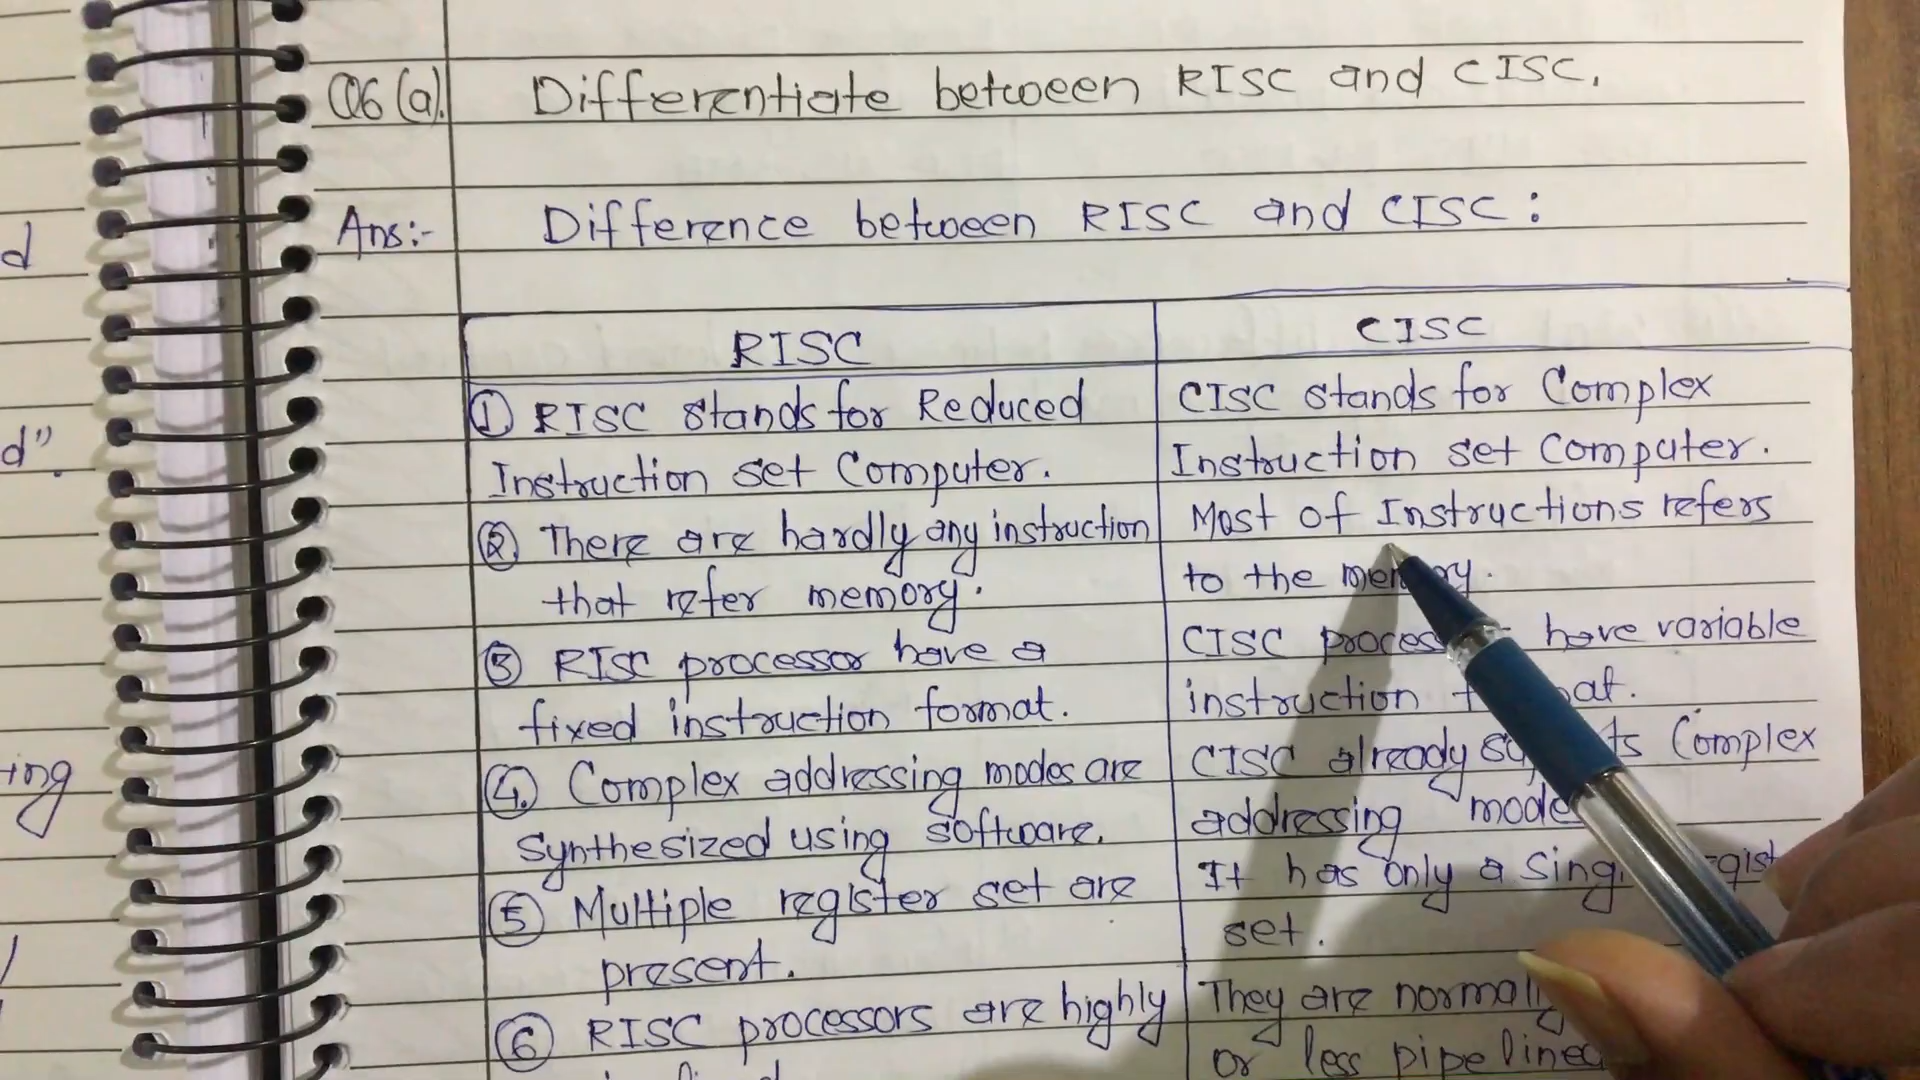 Q6(a). Differentiate between RISC and CISC.
Ans:- Difference between RISC and CISC:
RISC
① RISC stands for Reduced
Instruction set Computer.
② There are hardly any instruction
that refer memory.
③ RISC processor have a
fixed instruction format.
④ Complex addressing modes are
synthesized using software.
⑤ Multiple register set are
present.
⑥ RISC processors are highly
CISC
CISC stands for Complex
Instruction set Computer.
Most of Instructions refers
to the memory.
CISC have variable
instruction
CISC already Complex
addressing
It has only a
set.
They are
or less
d
d"